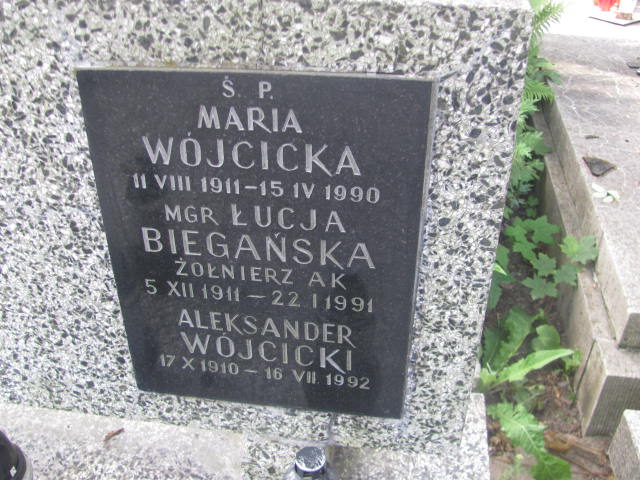 Ś. P.
MARIA
WÓJCICKA
11 VIII 1911 – 15 IV 1990
MGR ŁUCJA
BIEGAŃSKA
ŻOŁNIERZ AK
5 XII 1911 – 22. I 1991
ALEKSANDER
WÓJCICKI
17 X 1910 – 16 VII. 1992